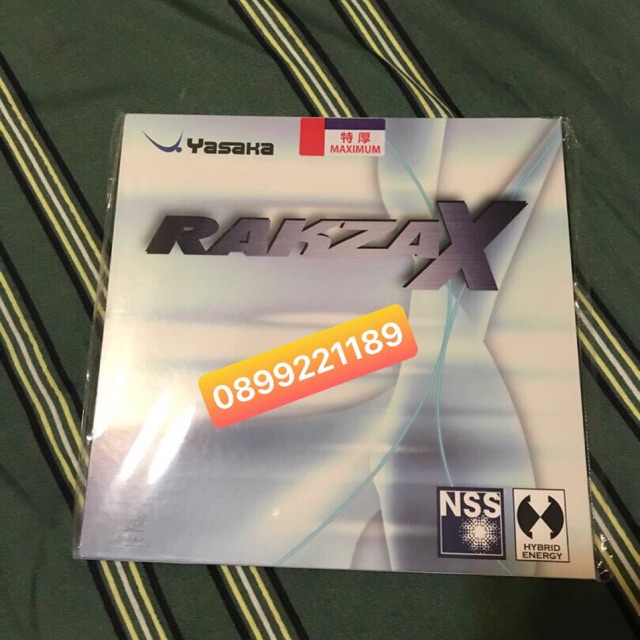 Yasaka
特厚
MAXIMUM
RAKZA X
0899221189
NSS
HYBRID
ENERGY